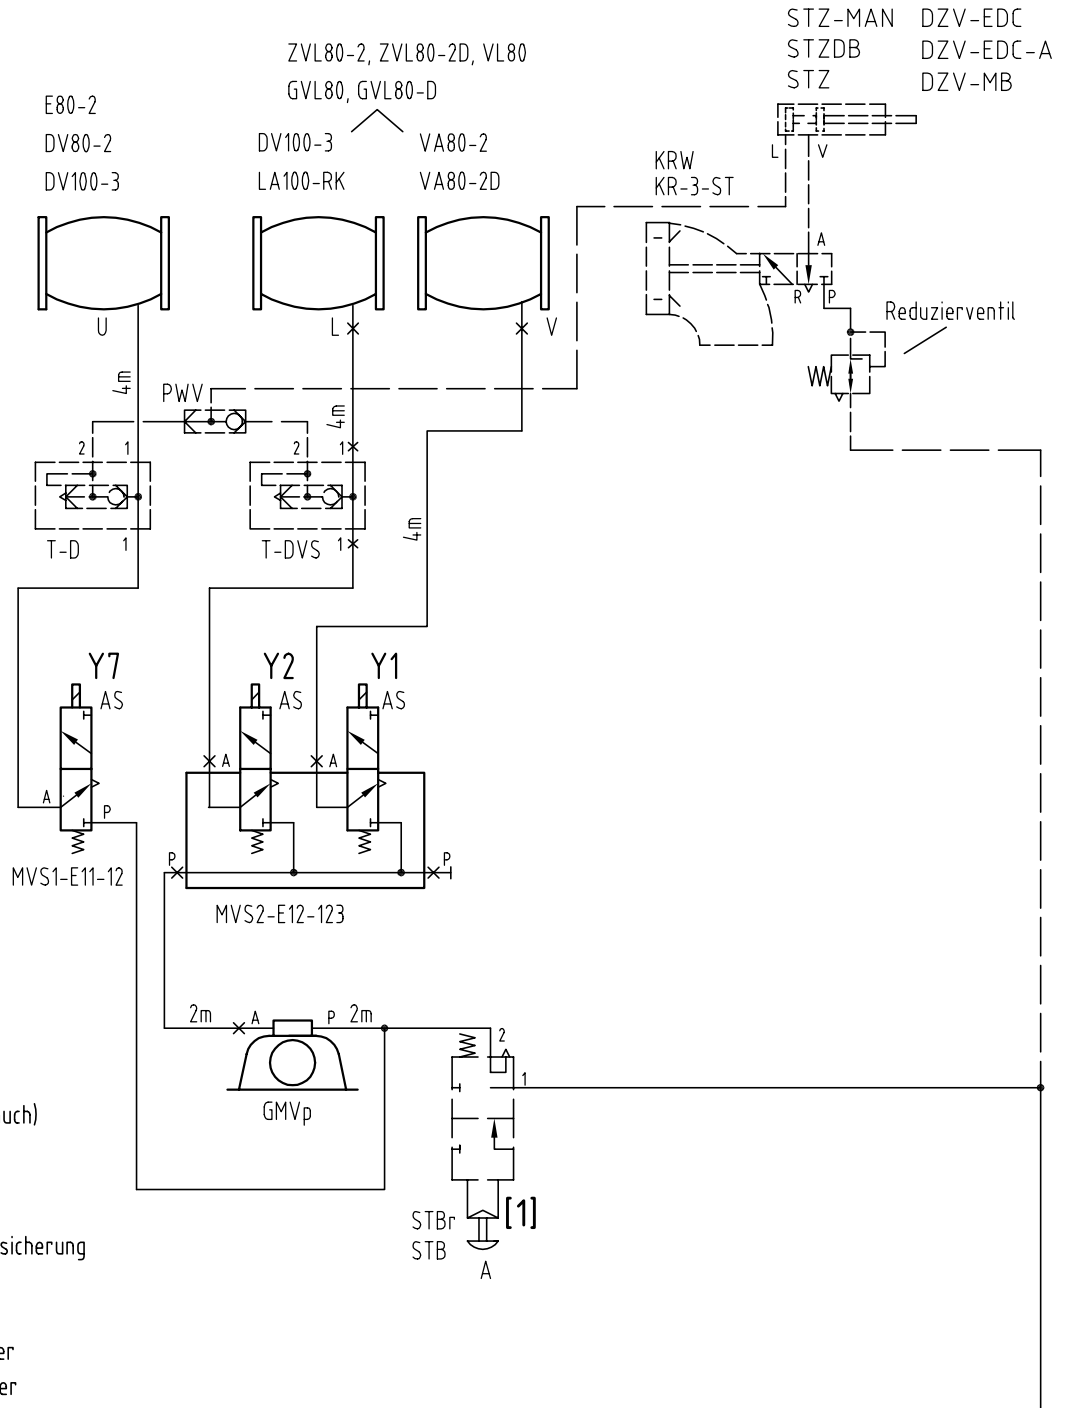 STZ-MAN DZV-EDC
STZDB DZV-EDC-A
STZ DZV-MB
ZVL80-2, ZVL80-2D, VL80
GVL80, GVL80-D
E80-2
DV80-2
DV100-3
DV100-3
LA100-RK
VA80-2
VA80-2D
L V
KRW
KR-3-ST
A
R P
Reduzierventil
U
L
V
4m
PWV
4m
2 1
2 1
4m
T-D 1
T-DVS 1
Y7
AS
Y2
AS
Y1
AS
A
A
A
P
P
P
MVS1-E11-12
MVS2-E12-123
2m A P 2m
2
1
GMVp
uch)
STBr
STB
[1]
A
sicherung
er
er